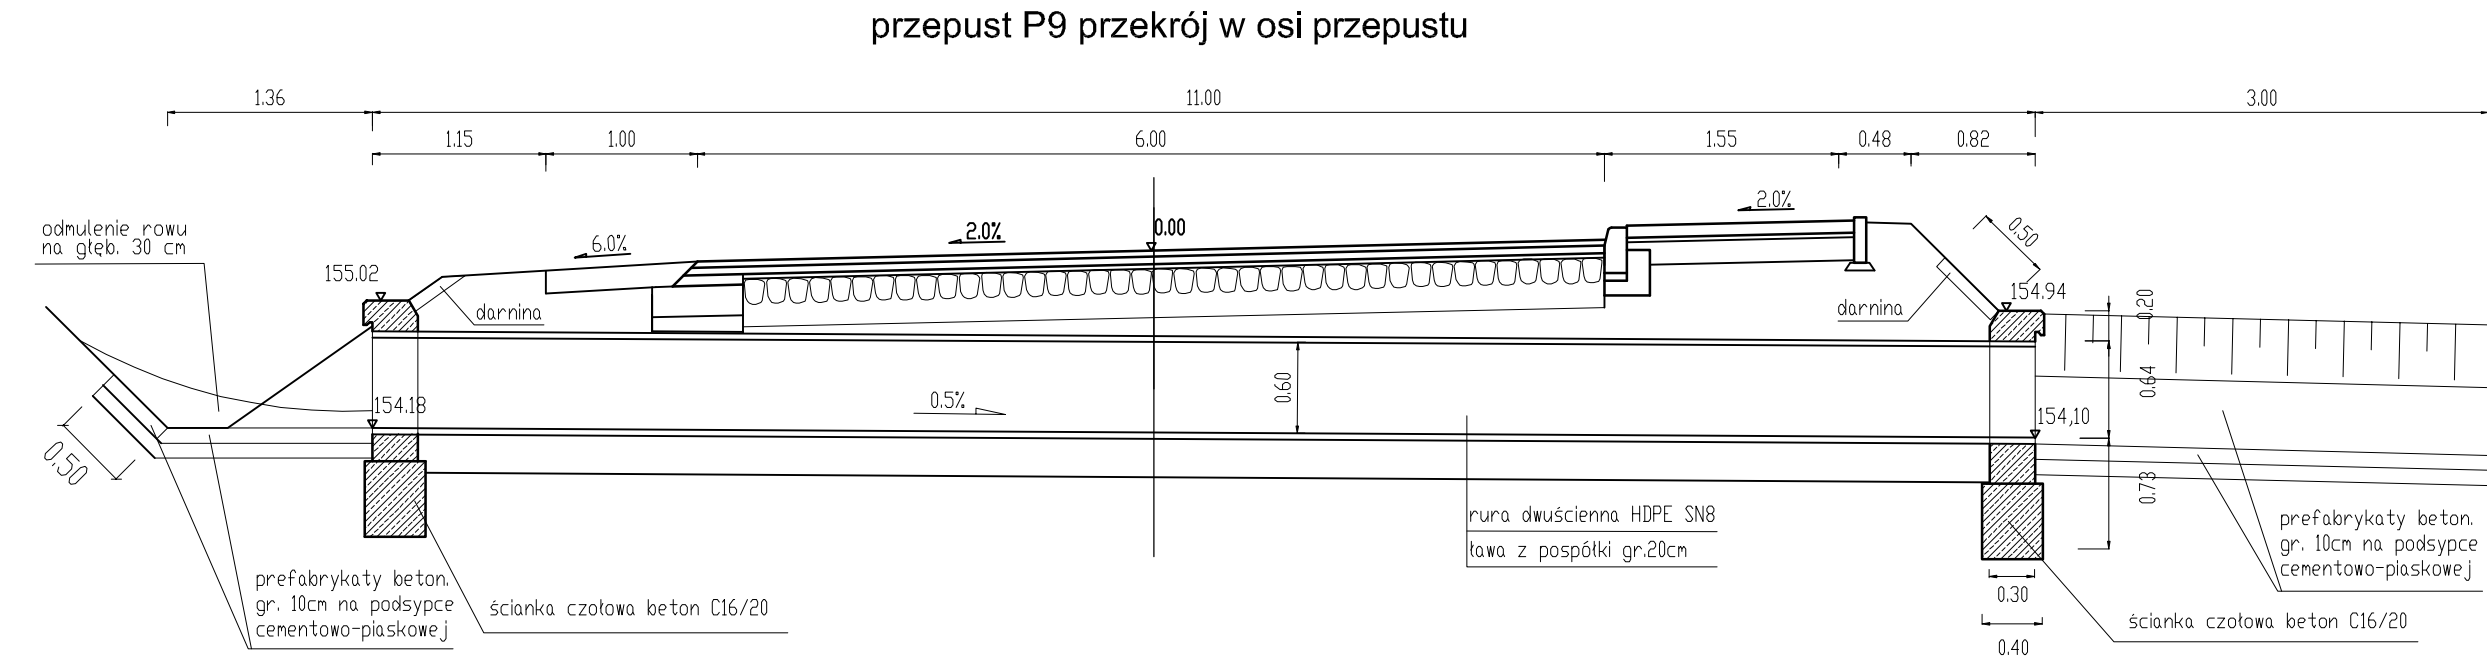 przepust P9 przekrój w osi przepustu
1.36
11.00
3.00
1.15
1.00
6.00
1.55
0.48
0.82
odmulenie rowu
na głęb. 30 cm
6.0%
2.0%
0.00
2.0%
0.50
155.02
darnina
darnina
154.94
0.20
154.18
0.5%
0.60
0.64
154,10
0.50
0.73
rura dwuścienna HDPE SN8
ława z pospółki gr.20cm
prefabrykaty beton.
gr. 10cm na podsypce
cementowo-piaskowej
prefabrykaty beton.
gr. 10cm na podsypce
cementowo-piaskowej
ścianka czołowa beton C16/20
0.30
ścianka czołowa beton C16/20
0.40